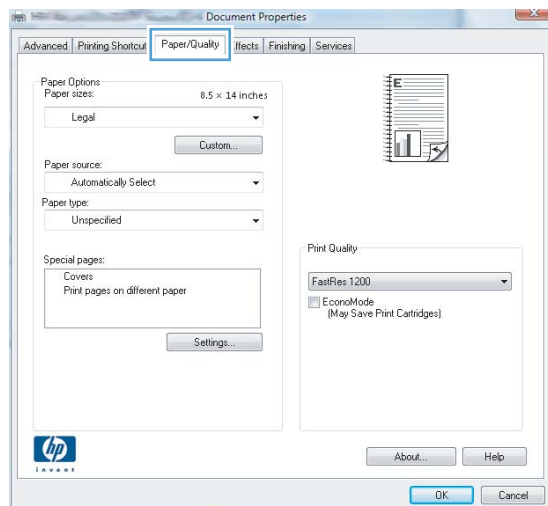 Document Properties
Advanced Printing Shortcut Paper/Quality ffects Finishing Services
Paper Options
Paper sizes: 8.5 × 14 inches
Legal
Custom...
Paper source:
Automatically Select
Paper type:
Unspecified
Special pages:
Covers
Print pages on different paper
Settings...
E
Print Quality
FastRes 1200
EconoMode
(May Save Print Cartridges)
hp
invent
About... Help
OK Cancel